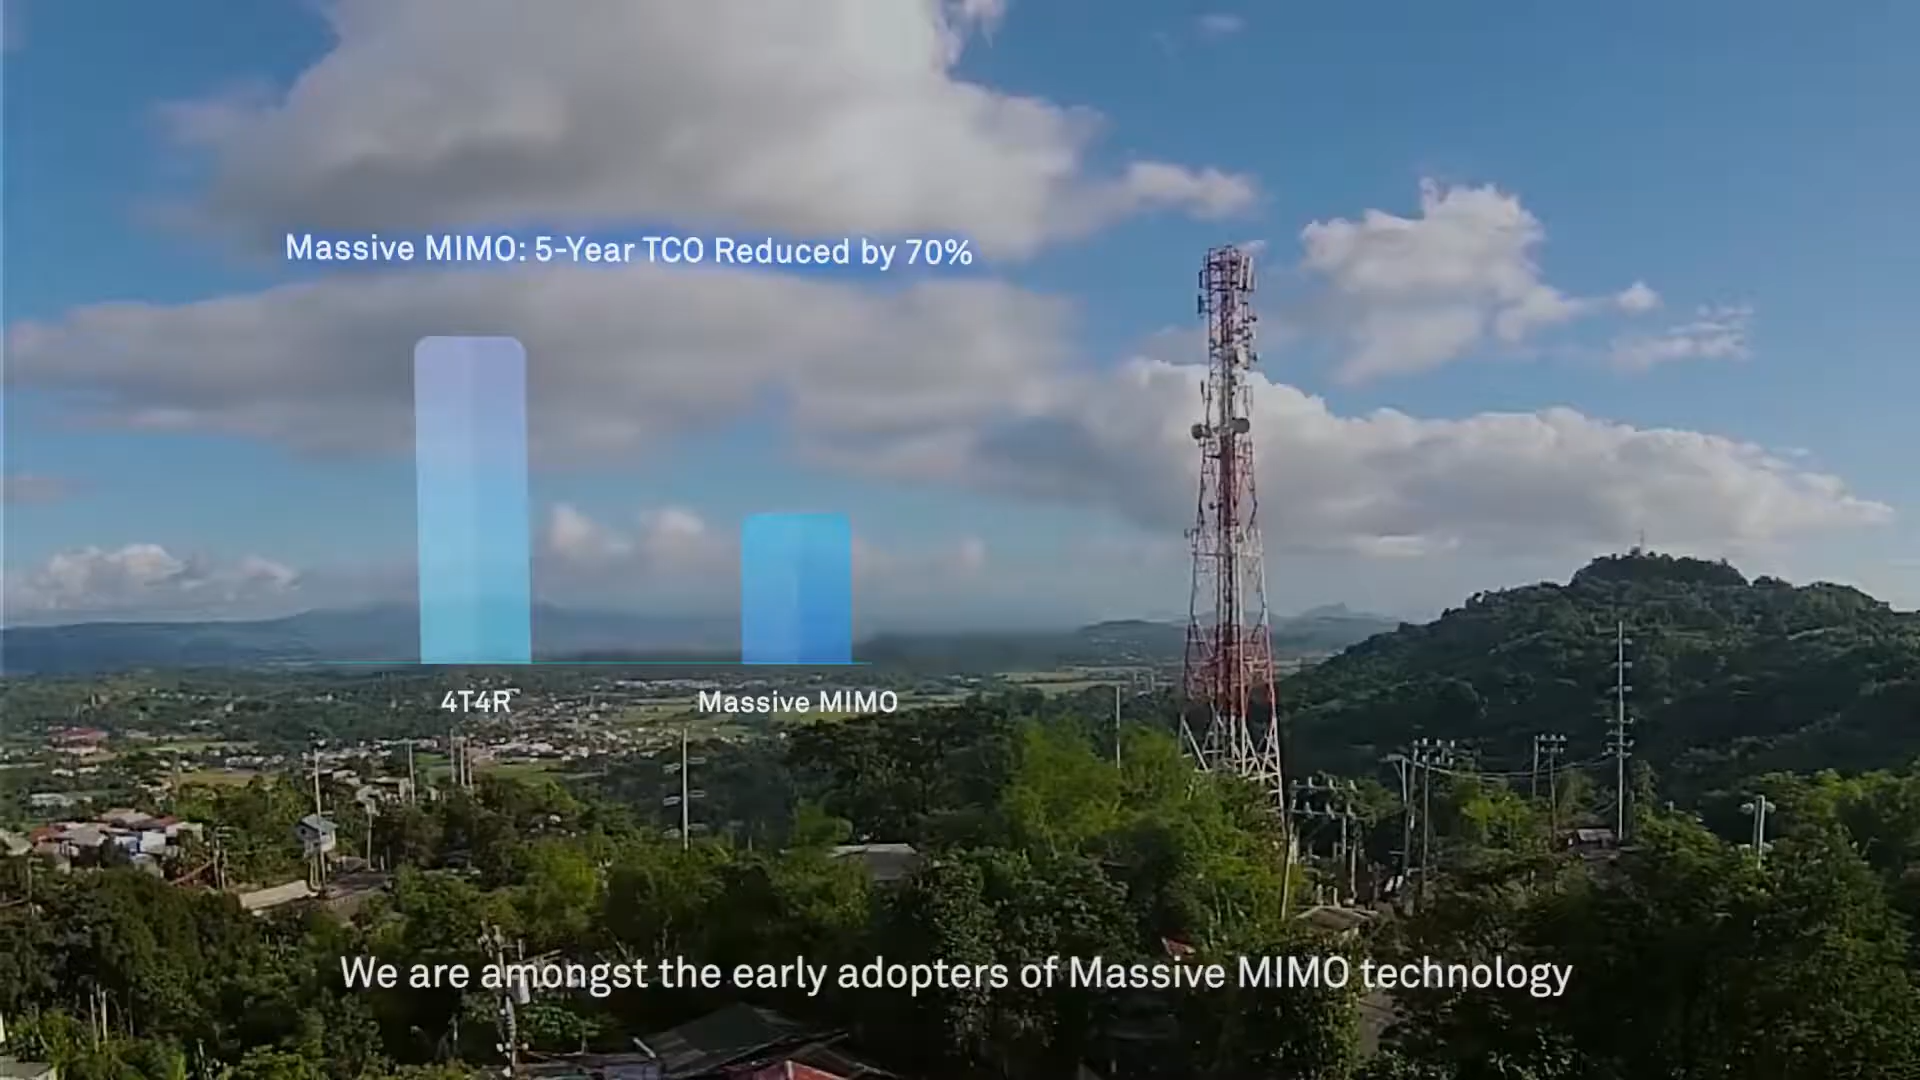 Massive MIMO: 5-Year TCO Reduced by 70%
4T4R
Massive MIMO
We are amongst the early adopters of Massive MIMO technology